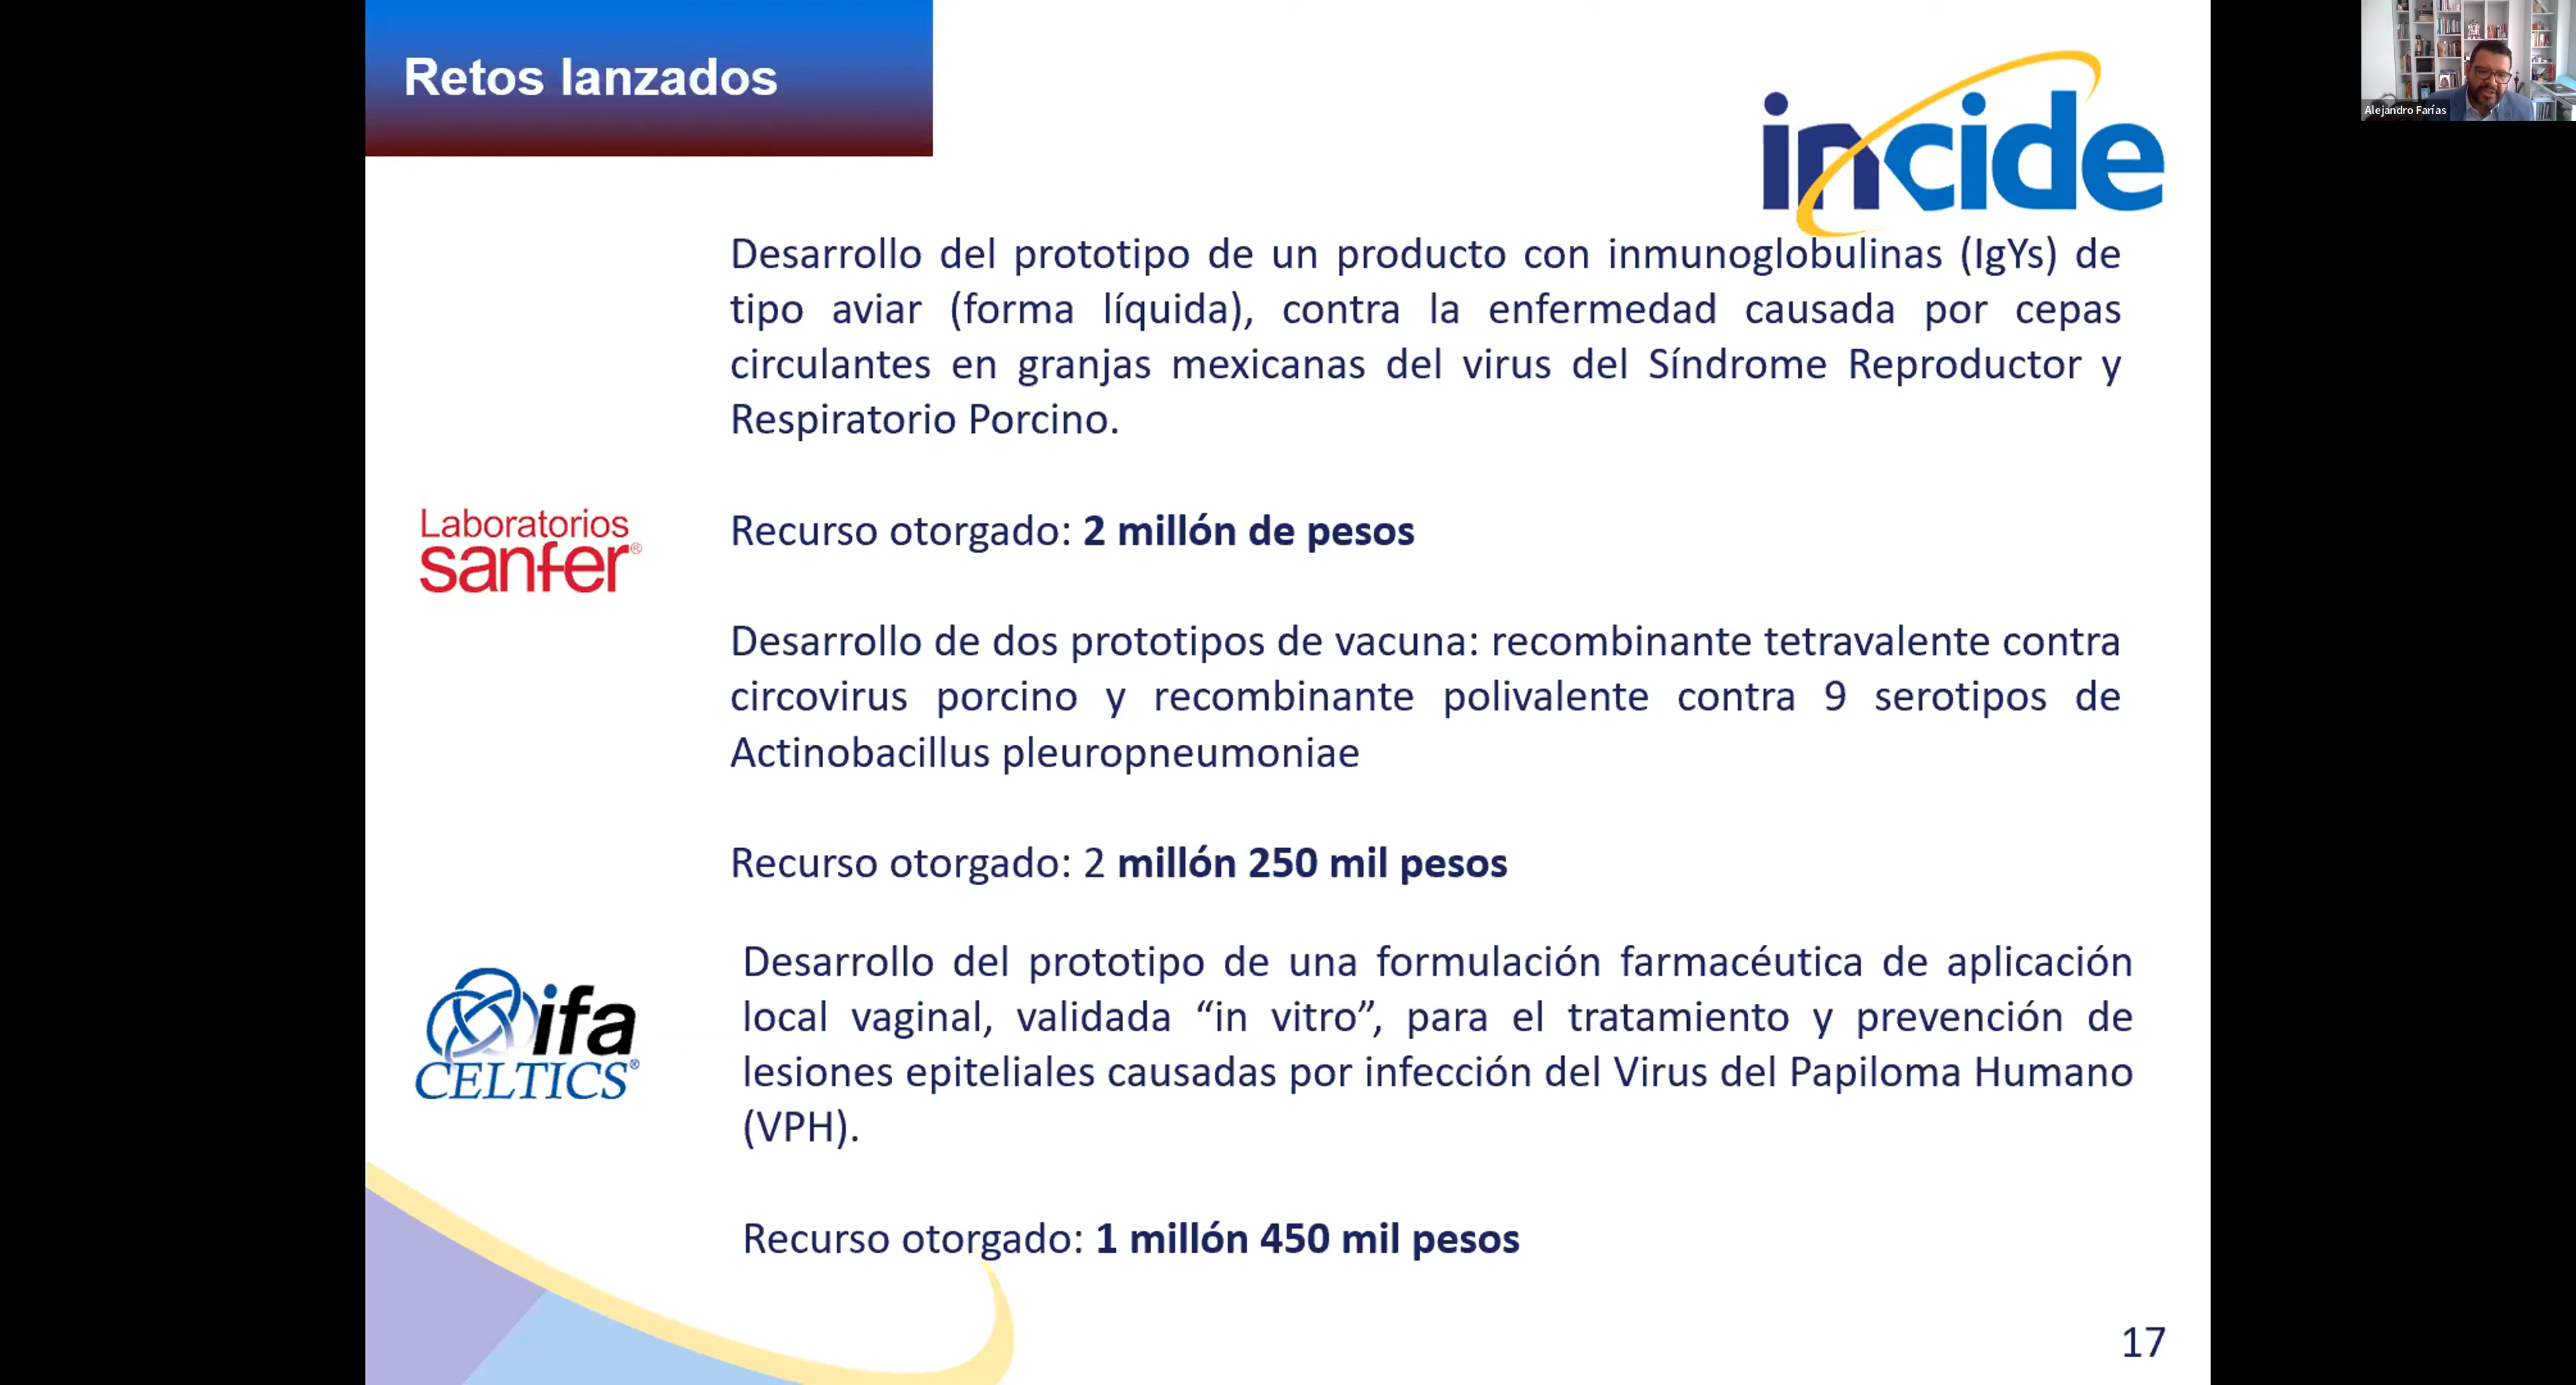 Retos lanzados
incide
Alejandro Farías
Desarrollo del prototipo de un producto con inmunoglobulinas (IgYs) de
tipo aviar (forma líquida), contra la enfermedad causada por cepas
circulantes en granjas mexicanas del virus del Síndrome Reproductor y
Respiratorio Porcino.
Laboratorios
sanfer®
Recurso otorgado: 2 millón de pesos
Desarrollo de dos prototipos de vacuna: recombinante tetravalente contra
circovirus porcino y recombinante polivalente contra 9 serotipos de
Actinobacillus pleuropneumoniae
Recurso otorgado: 2 millón 250 mil pesos
ifa
CELTICS®
Desarrollo del prototipo de una formulación farmacéutica de aplicación
local vaginal, validada “in vitro”, para el tratamiento y prevención de
lesiones epiteliales causadas por infección del Virus del Papiloma Humano
(VPH).
Recurso otorgado: 1 millón 450 mil pesos
17